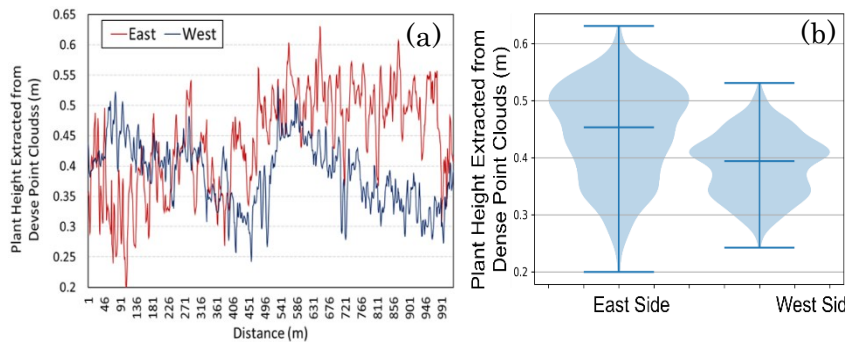 (a)
East West
Plant Height Extracted from
Devse Point Clouds (m)
0.65
0.6
0.55
0.5
0.45
0.4
0.35
0.3
0.25
0.2
1 46 91 136 181 226 271 316 361 406 451 496 541 586 631 676 721 766 811 856 901 946 991
Distance (m)
(b)
Plant Height Extracted from
Dense Point Clouds (m)
0.6
0.5
0.4
0.3
0.2
East Side West Sid